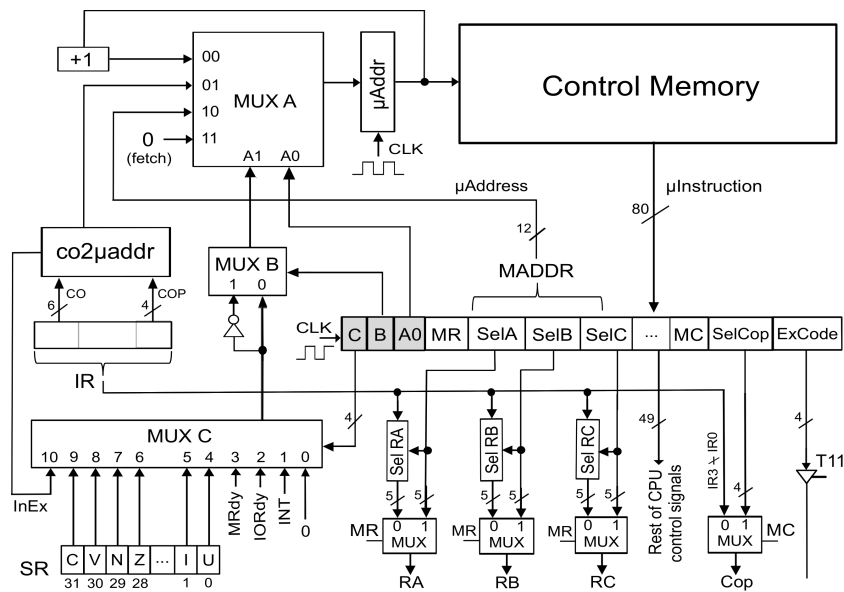 +1
00
01
10
11
MUX A
A1 A0
0
(fetch)
µAddr
CLK
Control Memory
µAddress
µInstruction
80
12
MADDR
co2µaddr
6
CO
4
COP
IR
MUX B
1 0
CLK
C B A0 MR SelA SelB SelC ... MC SelCop ExCode
4
MUX C
10 9 8 7 6 5 4 3 2 1 0
InEx
MRdy
IORdy
INT
0
SR
C V N Z ... I U
31 30 29 28 1 0
Sel RA
5 5
MR
0 1
MUX
RA
Sel RB
5 5
MR
0 1
MUX
RB
Sel RC
5 5
MR
0 1
MUX
RC
49
Rest of CPU
control signals
IR3 - IR0
4
0 1
MUX
MC
Cop
4
T11